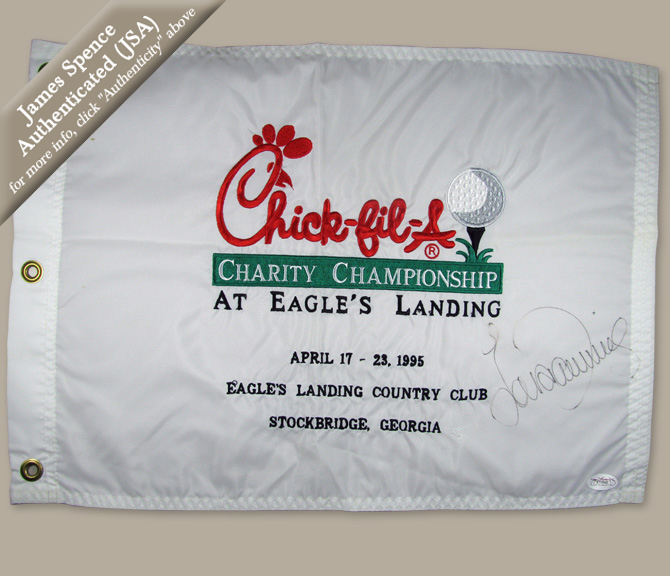 James Spence
Authenticated (JSA)
for more info, click "Authenticity" above
Chick-fil-A®
CHARITY CHAMPIONSHIP
AT EAGLE'S LANDING
APRIL 17 - 23, 1995
EAGLE'S LANDING COUNTRY CLUB
STOCKBRIDGE, GEORGIA